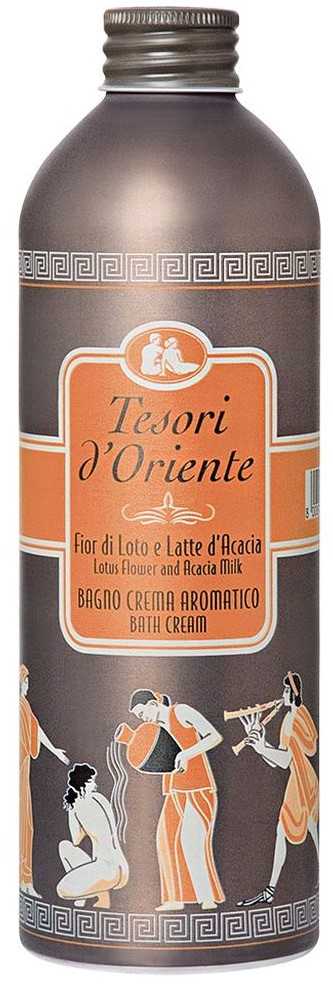 Tesori
d'Oriente
Fior di Loto e Latte d'Acacia
Lotus Flower and Acacia Milk
BAGNO CREMA AROMATICO
BATH CREAM